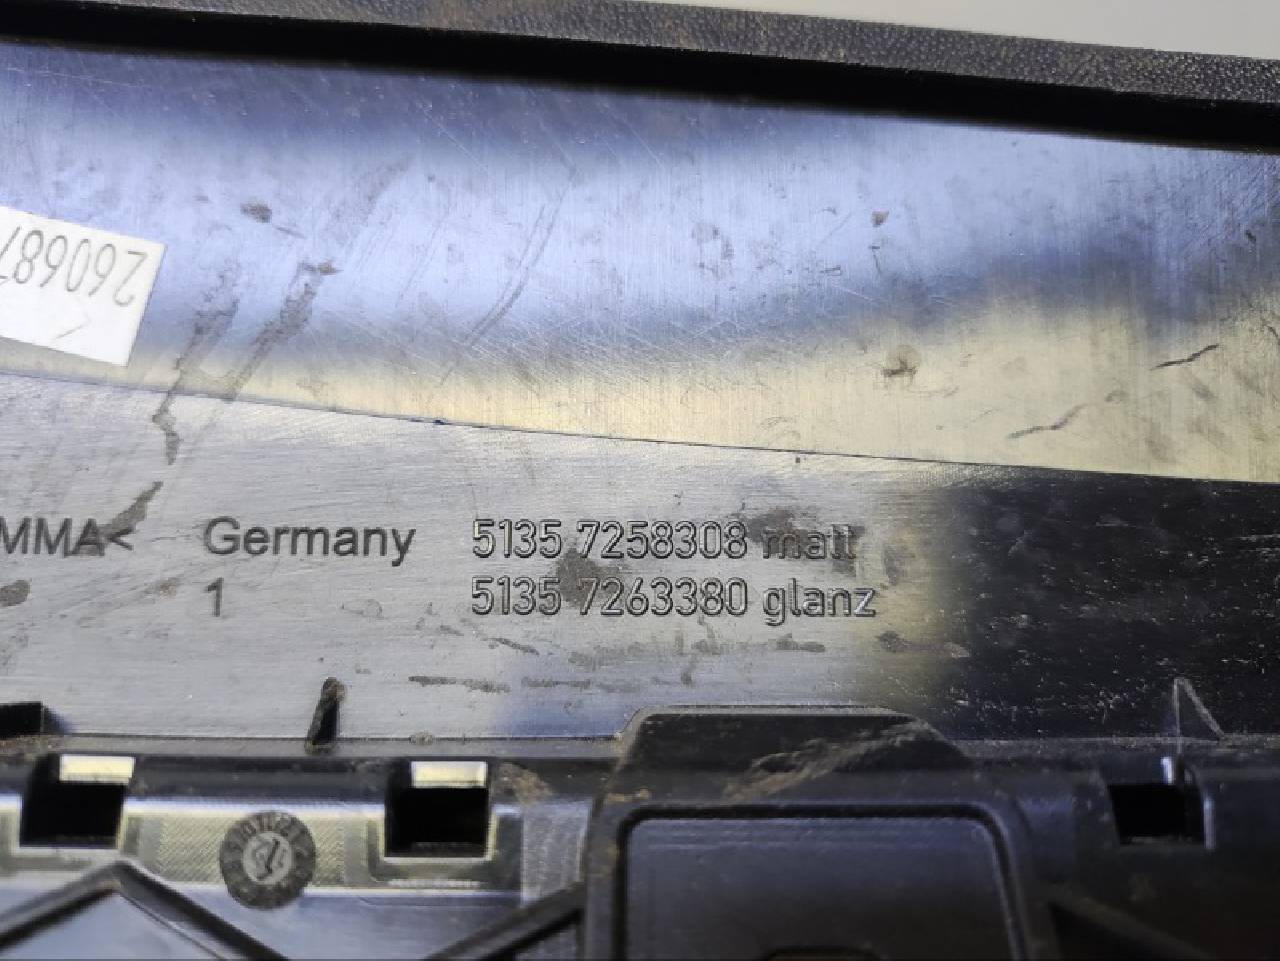 260687
MMA< Germany 5135 7258308 matt
1 5135 7263380 glanz